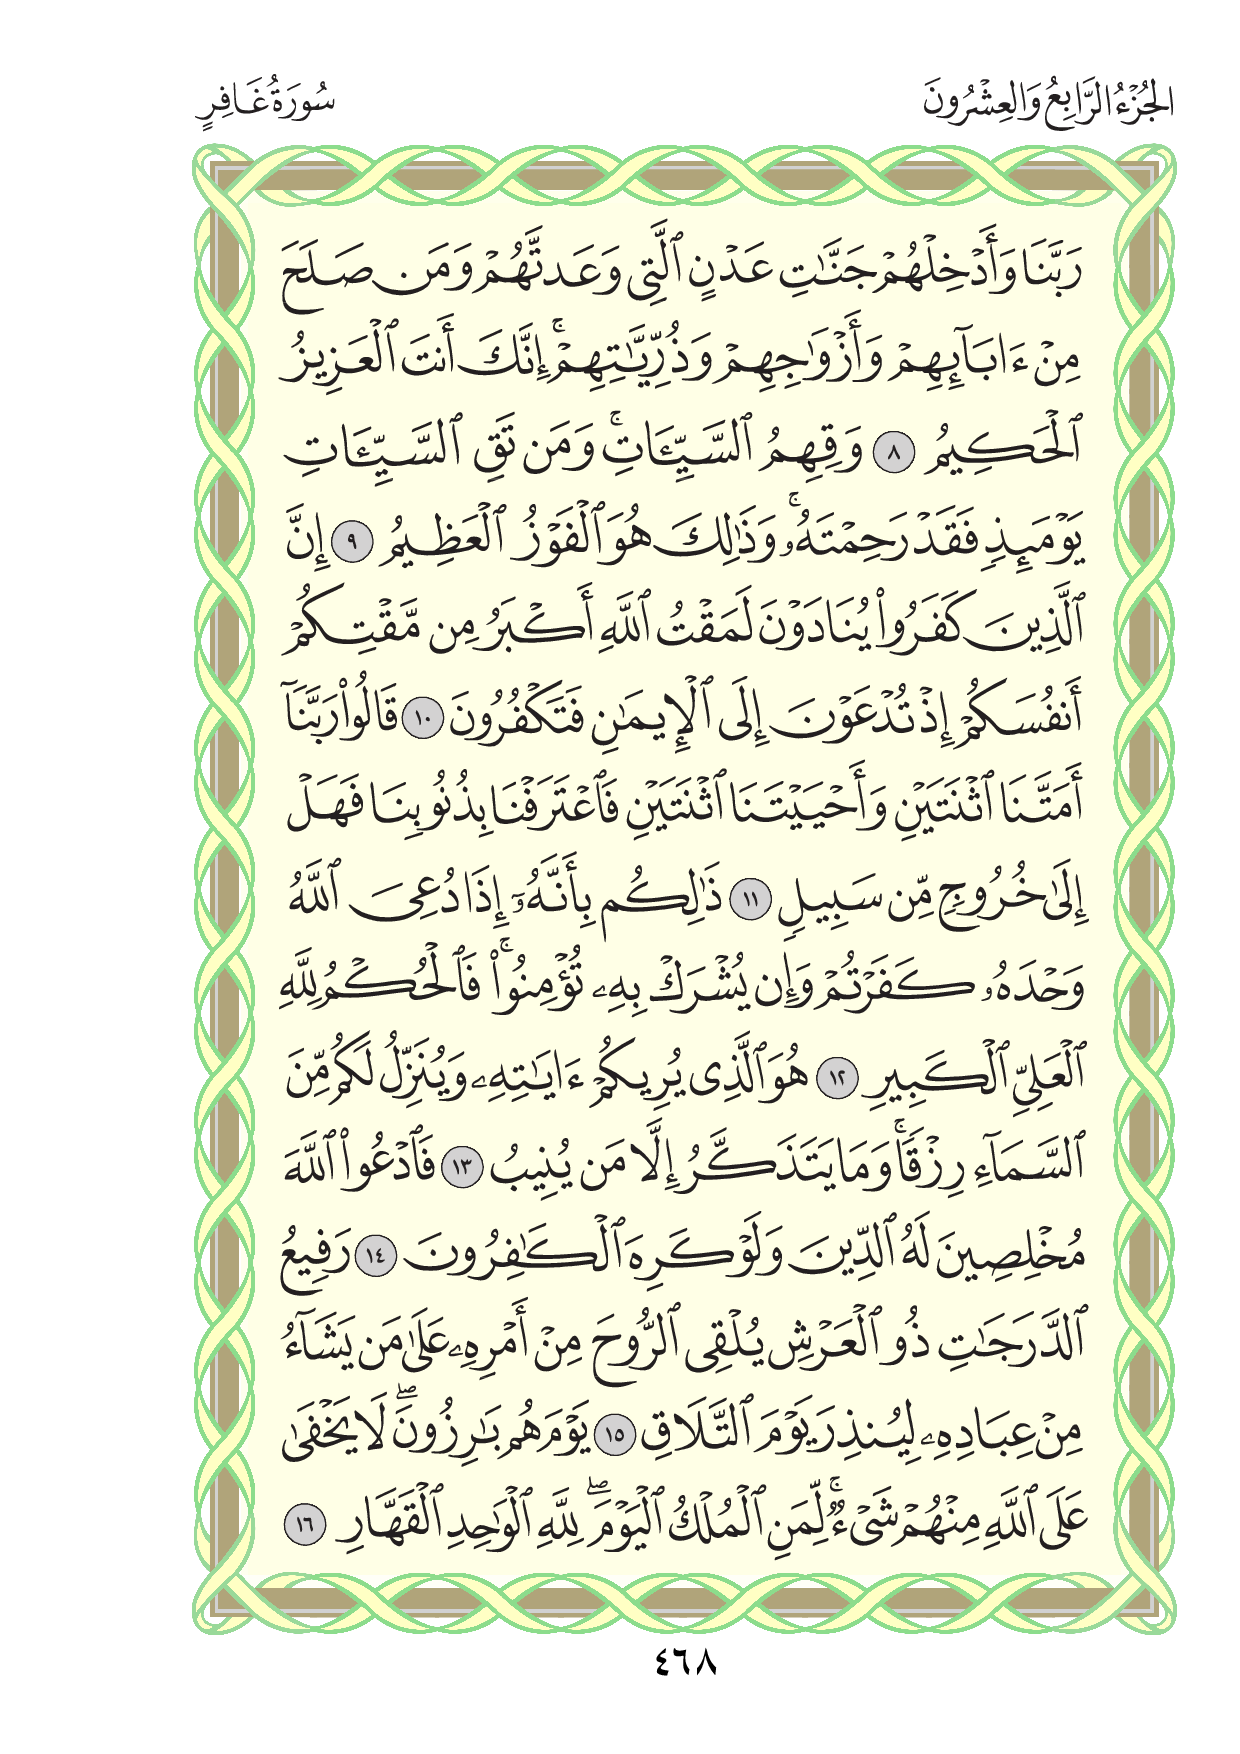 الجُزْءُ الرَّابِعُ وَالعِشْرُونَ
سُورَةُ غَافِرٍ
رَبَّنَا وَأَدۡخِلۡهُمۡ جَنَّٰتِ عَدۡنٍ ٱلَّتِي وَعَدتَّهُمۡ وَمَن صَلَحَ
مِنۡ ءَابَآئِهِمۡ وَأَزۡوَٰجِهِمۡ وَذُرِّيَّٰتِهِمۡۚ إِنَّكَ أَنتَ ٱلۡعَزِيزُ
ٱلۡحَكِيمُ ٨ وَقِهِمُ ٱلسَّيِّـَٔاتِۚ وَمَن تَقِ ٱلسَّيِّـَٔاتِ
يَوۡمَئِذٖ فَقَدۡ رَحِمۡتَهُۥۚ وَذَٰلِكَ هُوَ ٱلۡفَوۡزُ ٱلۡعَظِيمُ ٩ إِنَّ
ٱلَّذِينَ كَفَرُواْ يُنَادَوۡنَ لَمَقۡتُ ٱللَّهِ أَكۡبَرُ مِن مَّقۡتِكُمۡ
أَنفُسَكُمۡ إِذۡ تُدۡعَوۡنَ إِلَى ٱلۡإِيمَٰنِ فَتَكۡفُرُونَ ١٠ قَالُواْ رَبَّنَآ
أَمَتَّنَا ٱثۡنَتَيۡنِ وَأَحۡيَيۡتَنَا ٱثۡنَتَيۡنِ فَٱعۡتَرَفۡنَا بِذُنُوبِنَا فَهَلۡ
إِلَىٰ خُرُوجٖ مِّن سَبِيلٖ ١١ ذَٰلِكُم بِأَنَّهُۥٓ إِذَا دُعِيَ ٱللَّهُ
وَحۡدَهُۥ كَفَرۡتُمۡ وَإِن يُشۡرَكۡ بِهِۦ تُؤۡمِنُواْۚ فَٱلۡحُكۡمُ لِلَّهِ
ٱلۡعَلِيِّ ٱلۡكَبِيرِ ١٢ هُوَ ٱلَّذِي يُرِيكُمۡ ءَايَٰتِهِۦ وَيُنَزِّلُ لَكُم مِّنَ
ٱلسَّمَآءِ رِزۡقٗاۚ وَمَا يَتَذَكَّرُ إِلَّا مَن يُنِيبُ ١٣ فَٱدۡعُواْ ٱللَّهَ
مُخۡلِصِينَ لَهُ ٱلدِّينَ وَلَوۡ كَرِهَ ٱلۡكَٰفِرُونَ ١٤ رَفِيعُ
ٱلدَّرَجَٰتِ ذُو ٱلۡعَرۡشِ يُلۡقِي ٱلرُّوحَ مِنۡ أَمۡرِهِۦ عَلَىٰ مَن يَشَآءُ
مِنۡ عِبَادِهِۦ لِيُنذِرَ يَوۡمَ ٱلتَّلَاقِ ١٥ يَوۡمَ هُم بَٰرِزُونَۖ لَا يَخۡفَىٰ
عَلَى ٱللَّهِ مِنۡهُمۡ شَيۡءٞۚ لِّمَنِ ٱلۡمُلۡكُ ٱلۡيَوۡمَۖ لِلَّهِ ٱلۡوَٰحِدِ ٱلۡقَهَّارِ ١٦
٤٦٨